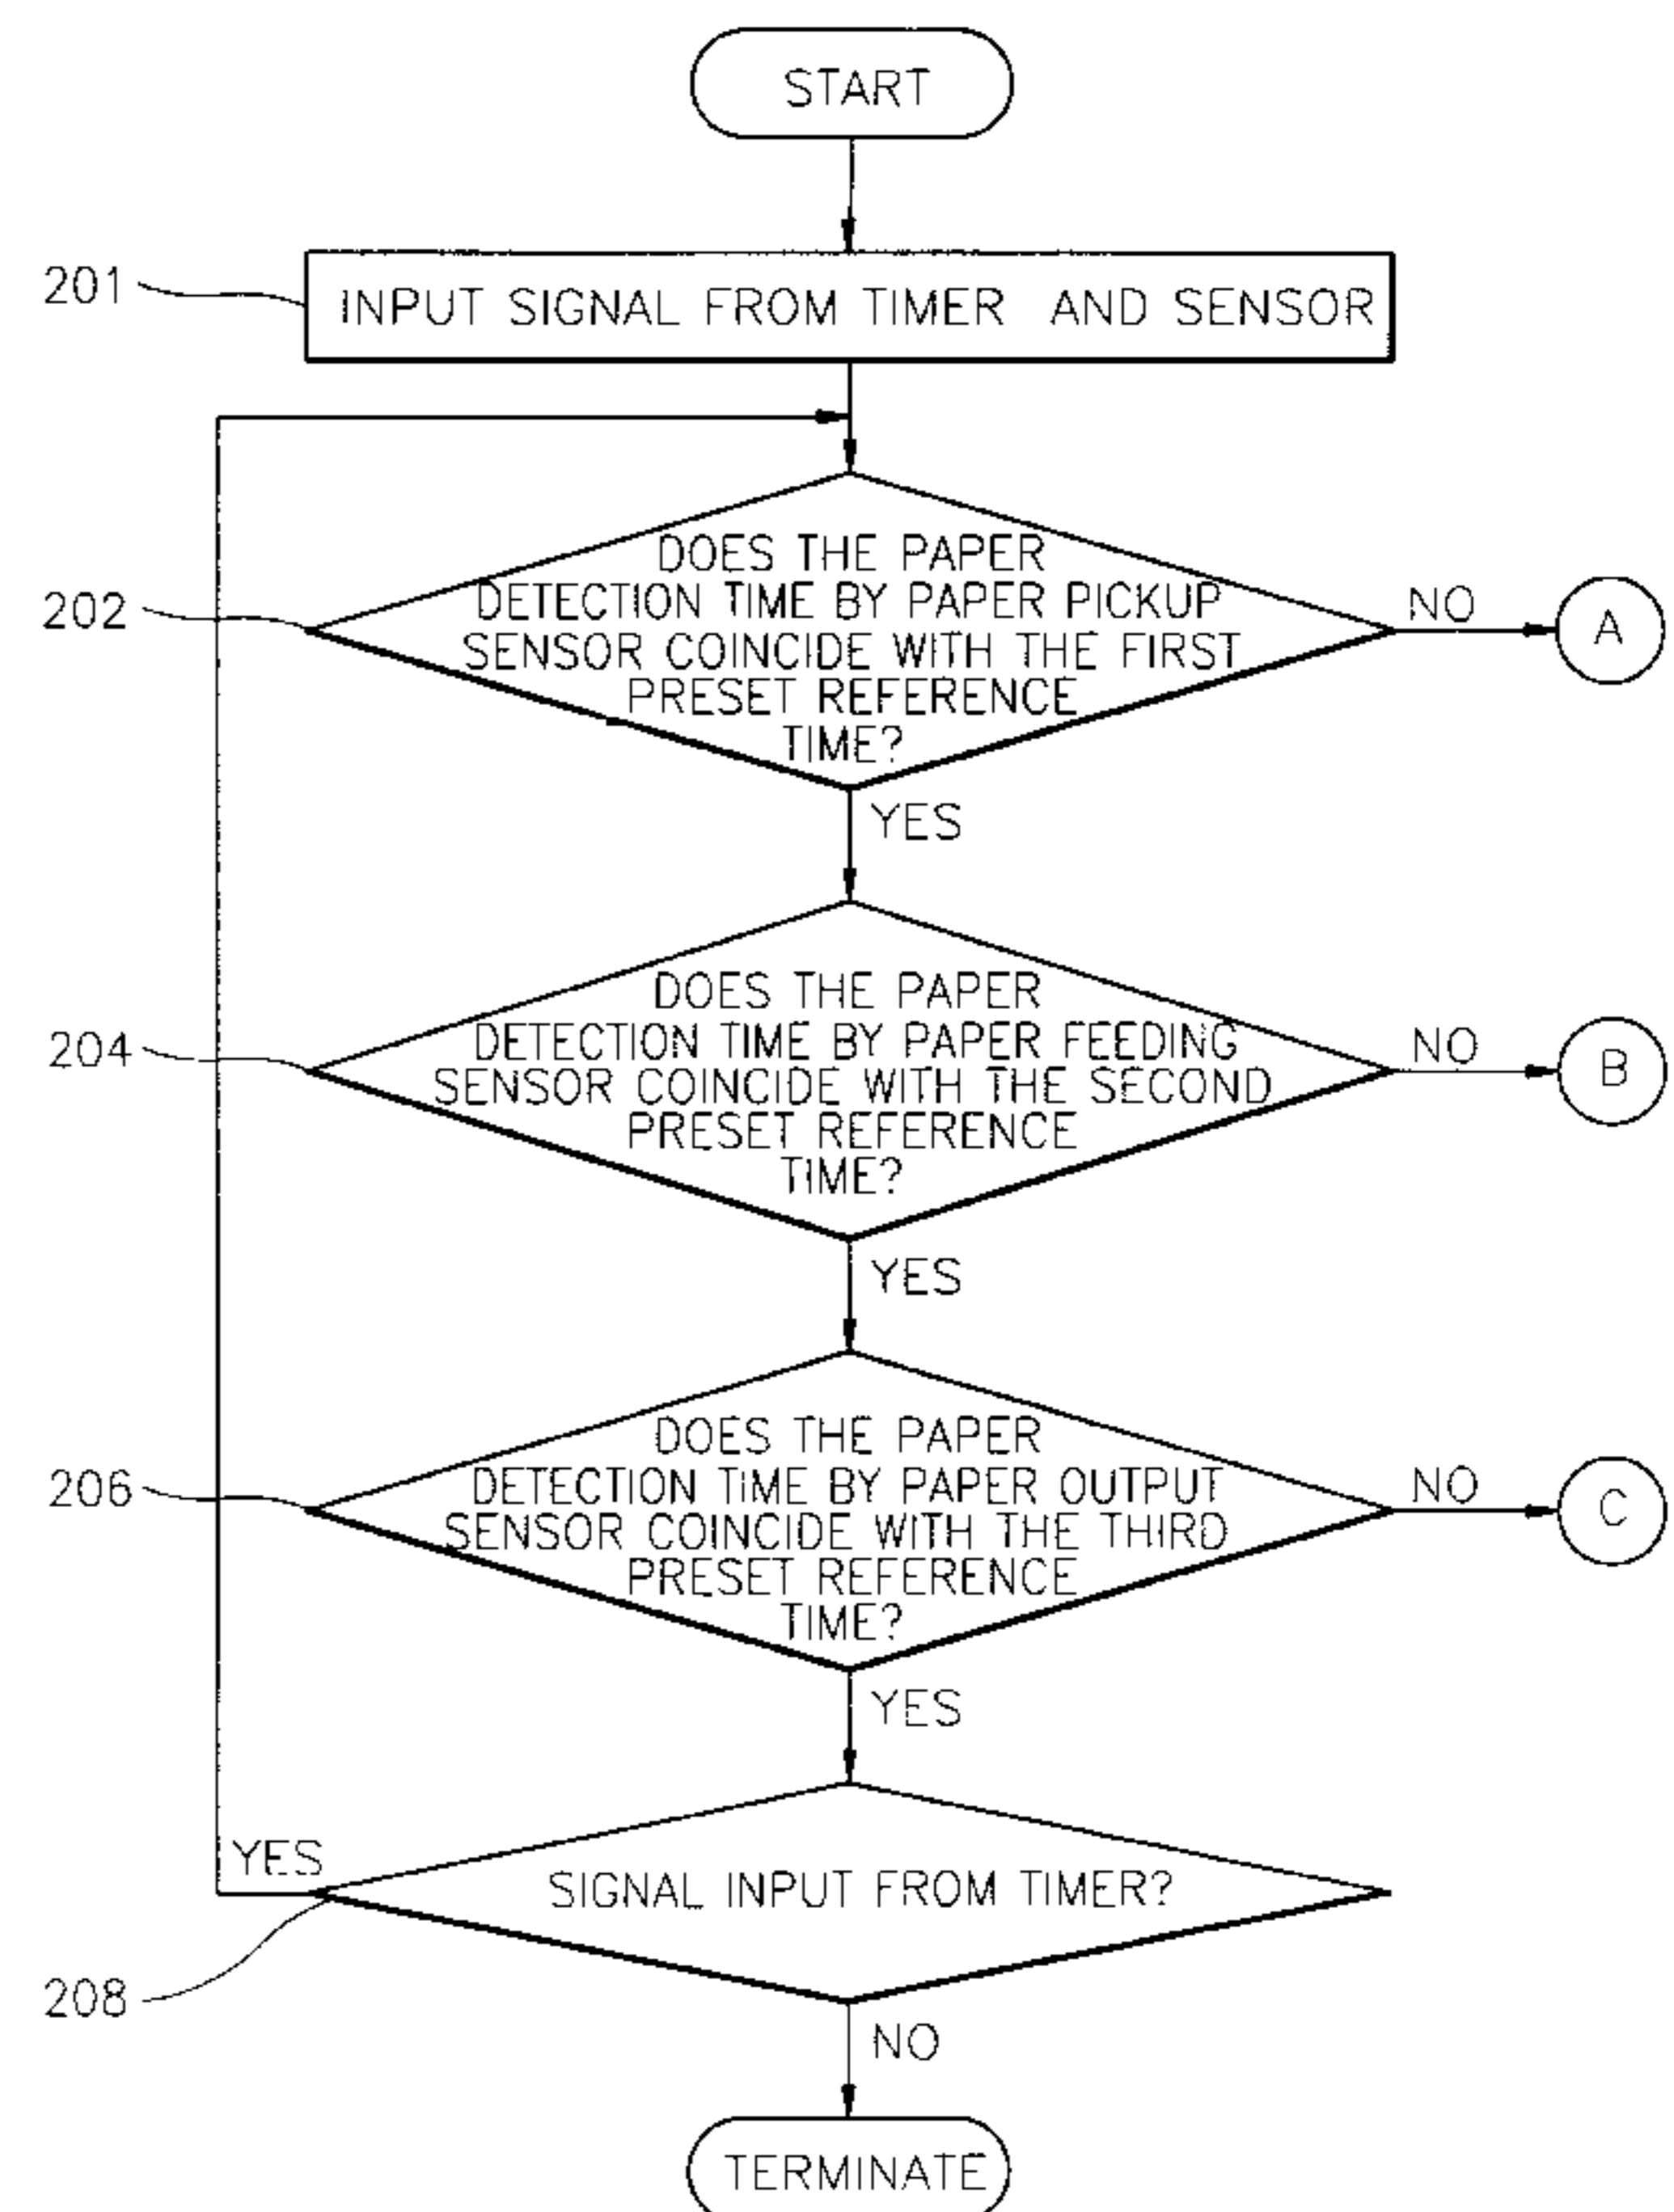 START
201
INPUT SIGNAL FROM TIMER AND SENSOR
202
DOES THE PAPER
DETECTION TIME BY PAPER PICKUP
SENSOR COINCIDE WITH THE FIRST
PRESET REFERENCE
TIME?
NO
A
YES
204
DOES THE PAPER
DETECTION TIME BY PAPER FEEDING
SENSOR COINCIDE WITH THE SECOND
PRESET REFERENCE
TIME?
NO
B
YES
206
DOES THE PAPER
DETECTION TIME BY PAPER OUTPUT
SENSOR COINCIDE WITH THE THIRD
PRESET REFERENCE
TIME?
NO
C
YES
YES
SIGNAL INPUT FROM TIMER?
208
NO
TERMINATE